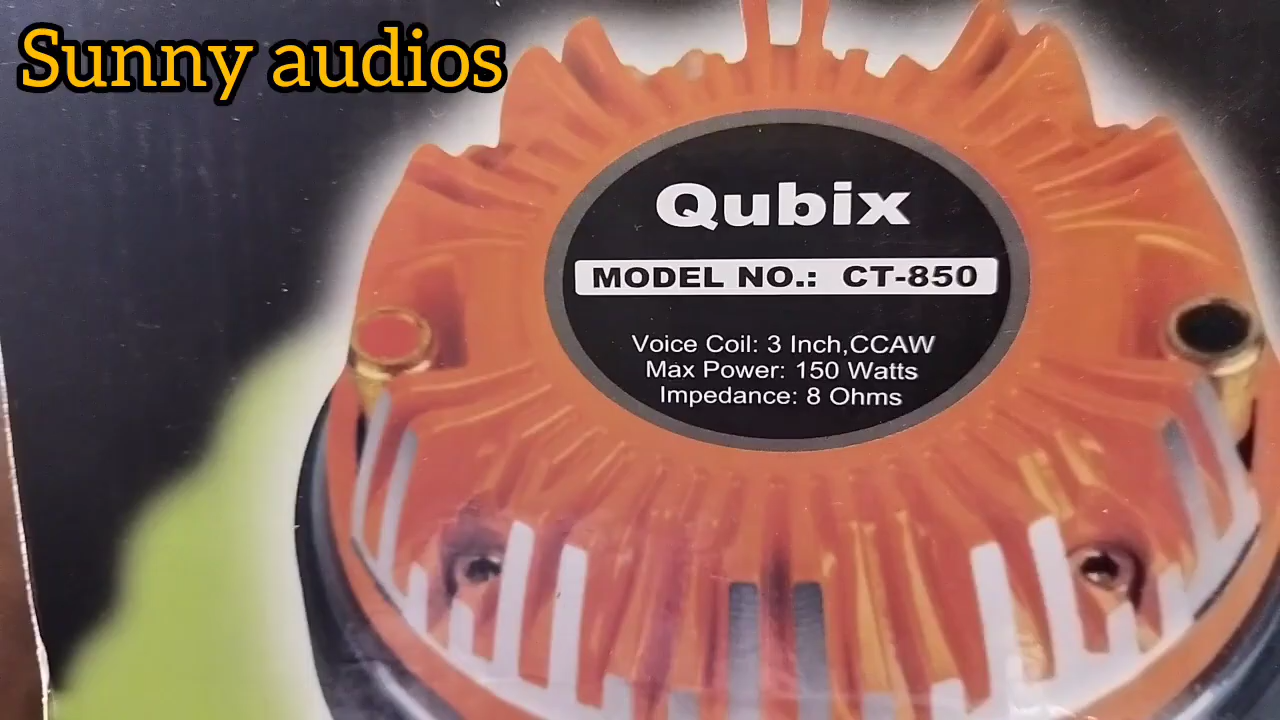 Sunny audios
Qubix
MODEL NO.: CT-850
Voice Coil: 3 Inch,CCAW
Max Power: 150 Watts
Impedance: 8 Ohms